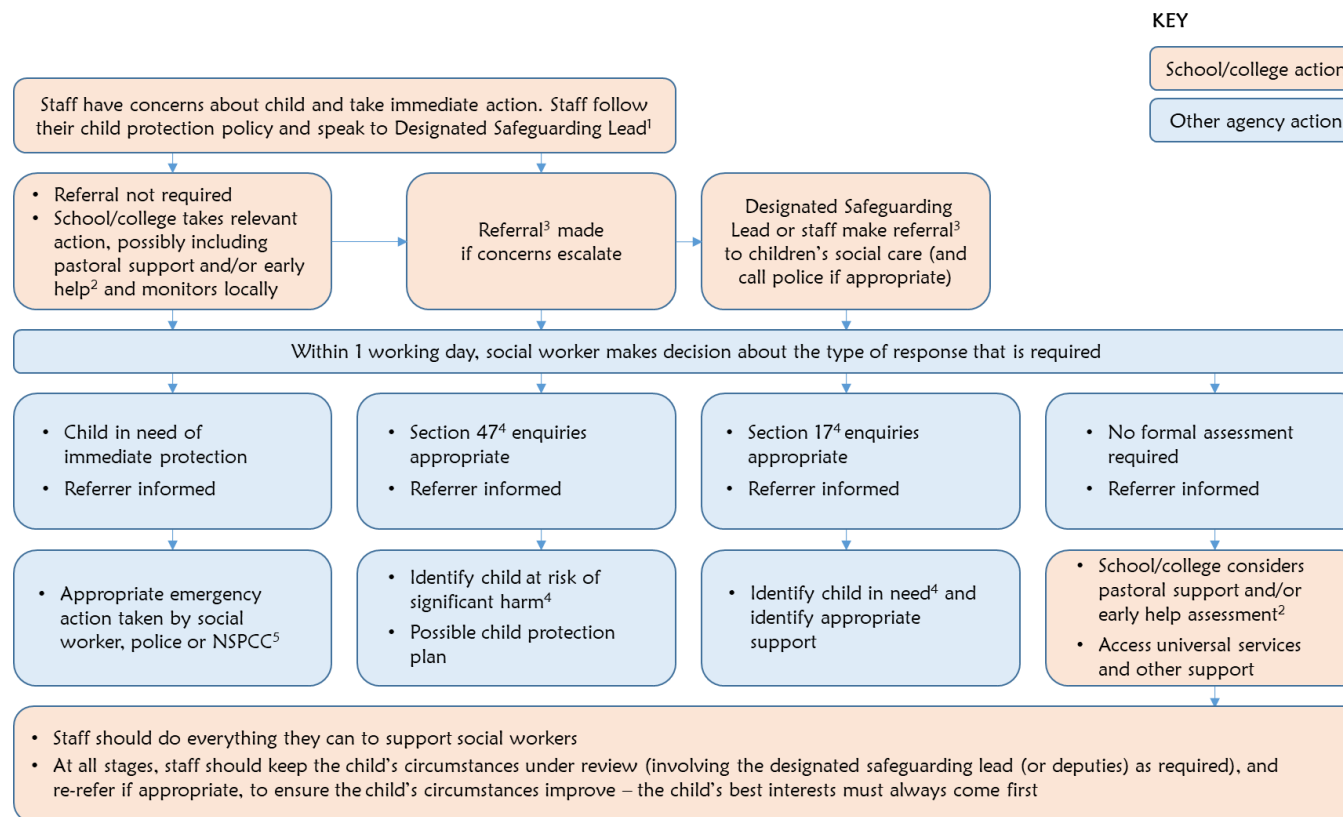 KEY
School/college action
Other agency action
Staff have concerns about child and take immediate action. Staff follow
their child protection policy and speak to Designated Safeguarding Lead¹
• Referral not required
• School/college takes relevant
action, possibly including
pastoral support and/or early
help² and monitors locally
Referral³ made
if concerns escalate
Designated Safeguarding
Lead or staff make referral³
to children's social care (and
call police if appropriate)
Within 1 working day, social worker makes decision about the type of response that is required
• Child in need of
immediate protection
• Referrer informed
• Section 47⁴ enquiries
appropriate
• Referrer informed
• Section 17⁴ enquiries
appropriate
• Referrer informed
• No formal assessment
required
• Referrer informed
• Appropriate emergency
action taken by social
worker, police or NSPCC⁵
• Identify child at risk of
significant harm⁴
• Possible child protection
plan
• Identify child in need⁴ and
identify appropriate
support
• School/college considers
pastoral support and/or
early help assessment²
• Access universal services
and other support
• Staff should do everything they can to support social workers
• At all stages, staff should keep the child's circumstances under review (involving the designated safeguarding lead (or deputies) as required), and
re-refer if appropriate, to ensure the child's circumstances improve – the child's best interests must always come first